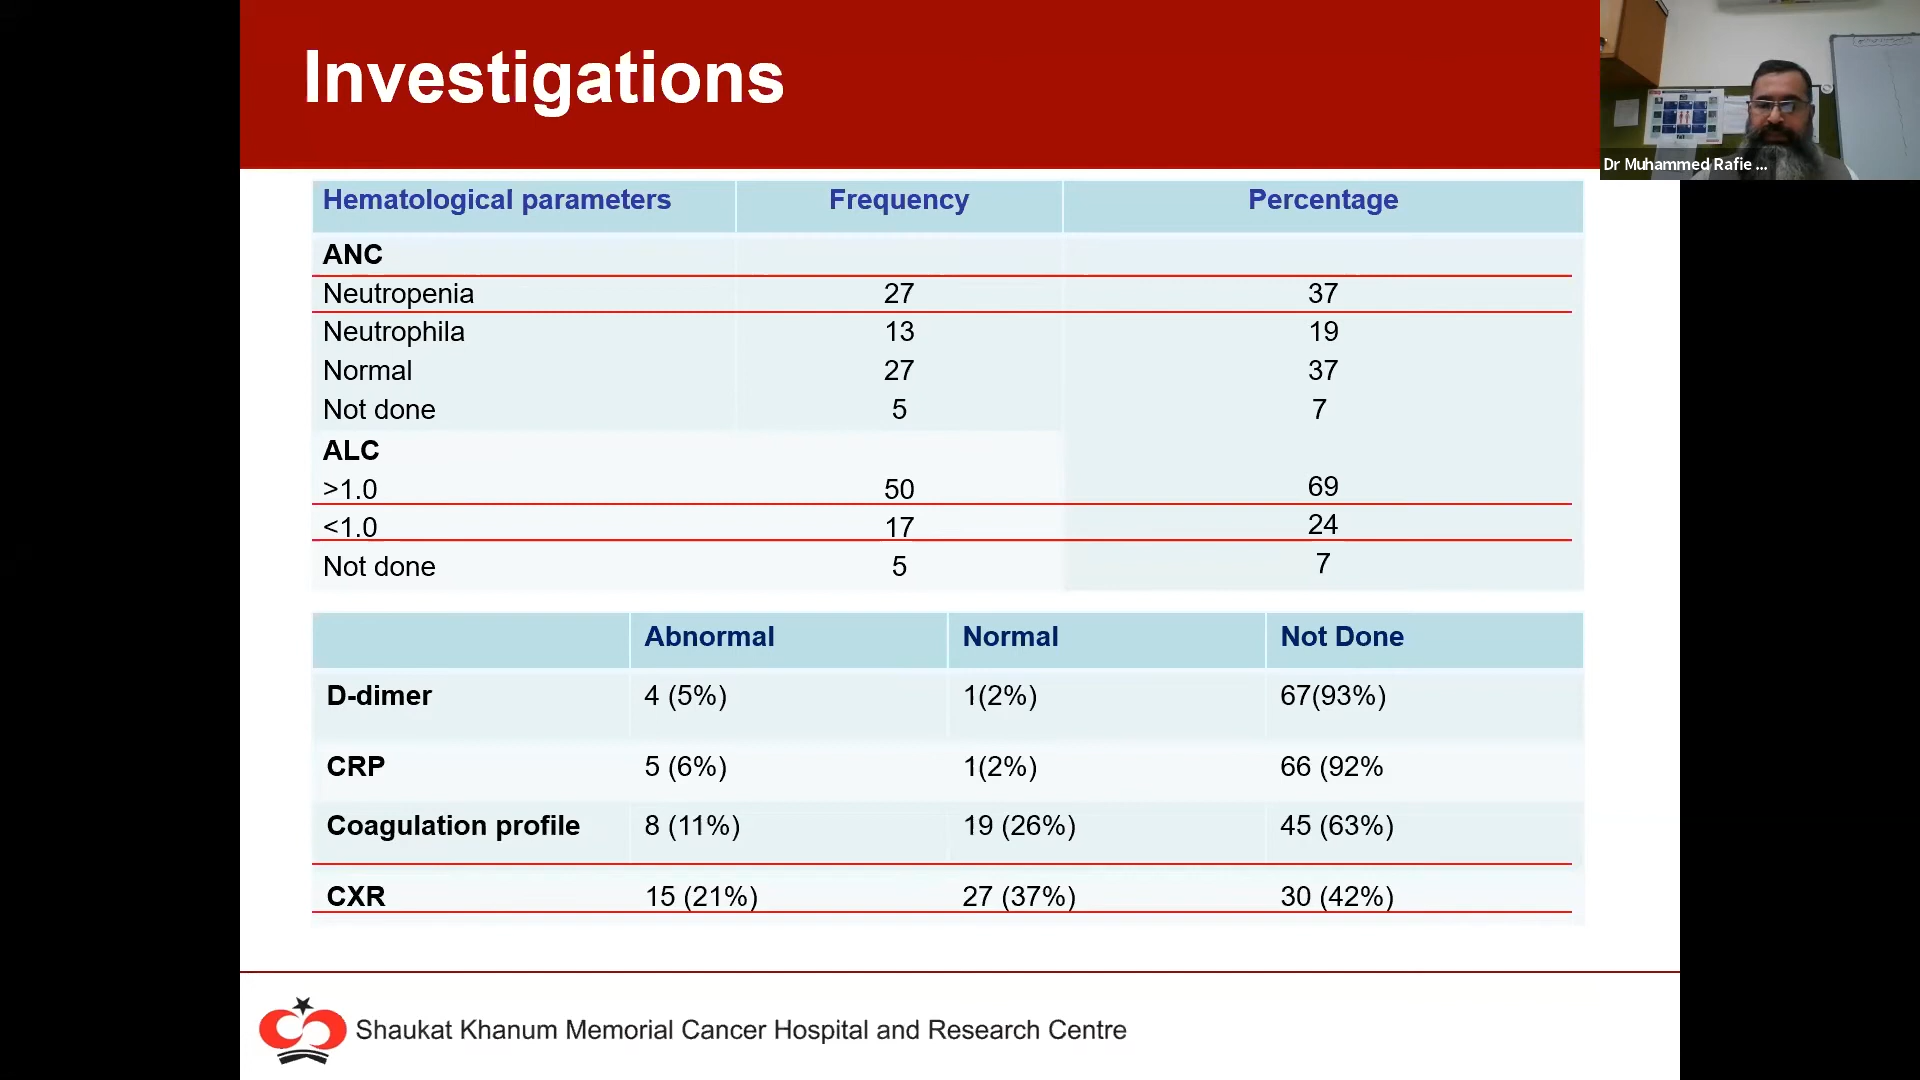 Investigations
Dr Muhammed Rafie ...
Hematological parameters Frequency Percentage
ANC
Neutropenia 27 37
Neutrophila 13 19
Normal 27 37
Not done 5 7
ALC
>1.0 50 69
<1.0 17 24
Not done 5 7
Abnormal Normal Not Done
D-dimer 4 (5%) 1(2%) 67(93%)
CRP 5 (6%) 1(2%) 66 (92%
Coagulation profile 8 (11%) 19 (26%) 45 (63%)
CXR 15 (21%) 27 (37%) 30 (42%)
Shaukat Khanum Memorial Cancer Hospital and Research Centre